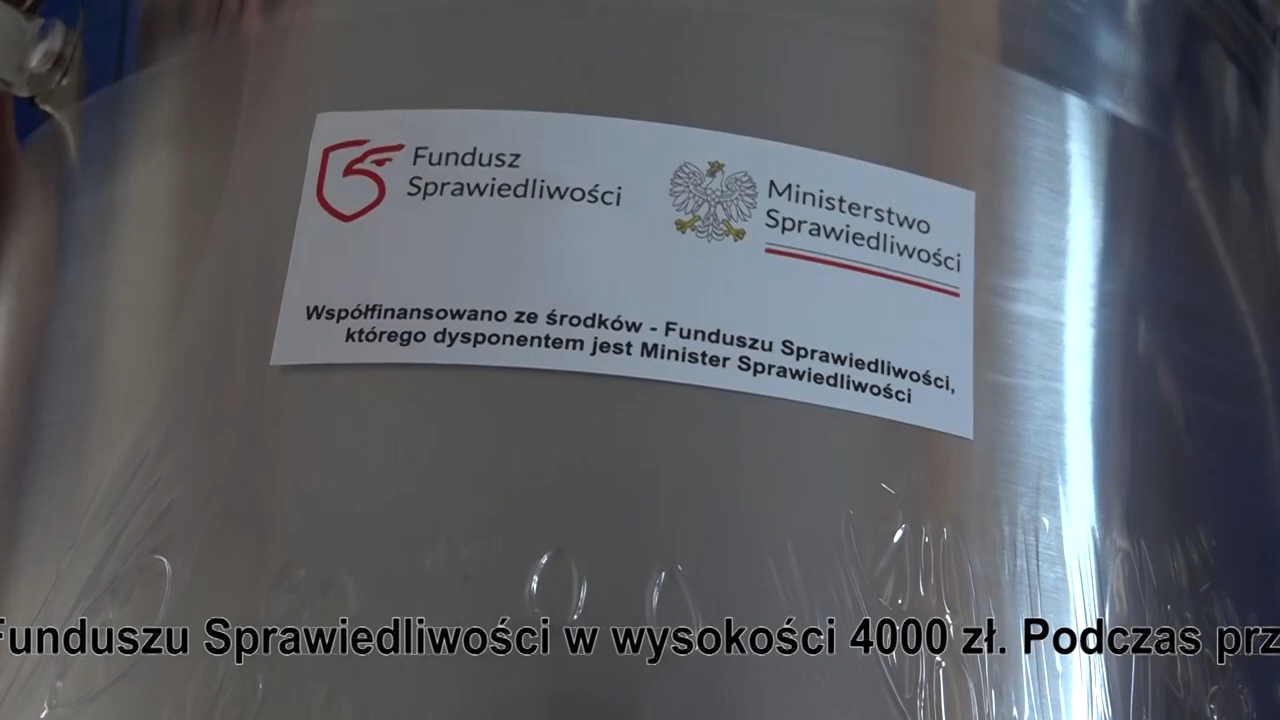 Fundusz
Sprawiedliwości
Ministerstwo
Sprawiedliwości
Współfinansowano ze środków - Funduszu Sprawiedliwości,
którego dysponentem jest Minister Sprawiedliwości
Funduszu Sprawiedliwości w wysokości 4000 zł. Podczas prz